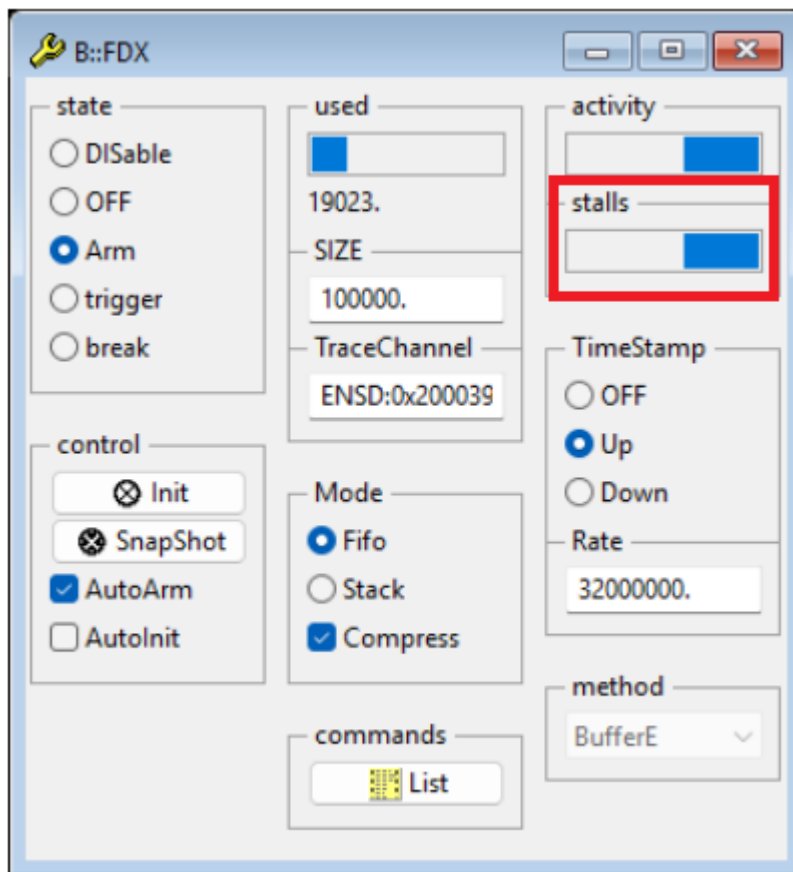 B::FDX
state
DISable
OFF
Arm
trigger
break
control
Init
SnapShot
AutoArm
AutoInit
used
19023.
SIZE
100000.
TraceChannel
ENSD:0x200039
Mode
Fifo
Stack
Compress
commands
List
activity
stalls
TimeStamp
OFF
Up
Down
Rate
32000000.
method
BufferE